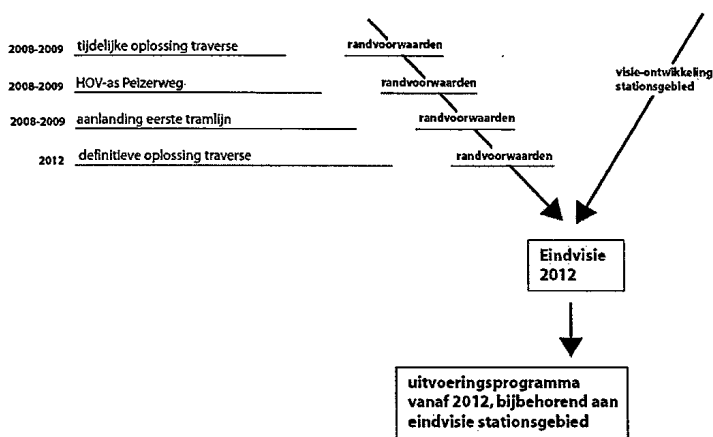 2008-2009 tijdelijke oplossing traverse randvoorwaarden
2008-2009 HOV-as Peizerweg randvoorwaarden
2008-2009 aanlanding eerste tramlijn randvoorwaarden
2012 definitieve oplossing traverse randvoorwaarden
visie-ontwikkeling
stationsgebied
Eindvisie
2012
uitvoeringsprogramma
vanaf 2012, bijbehorend aan
eindvisie stationsgebied